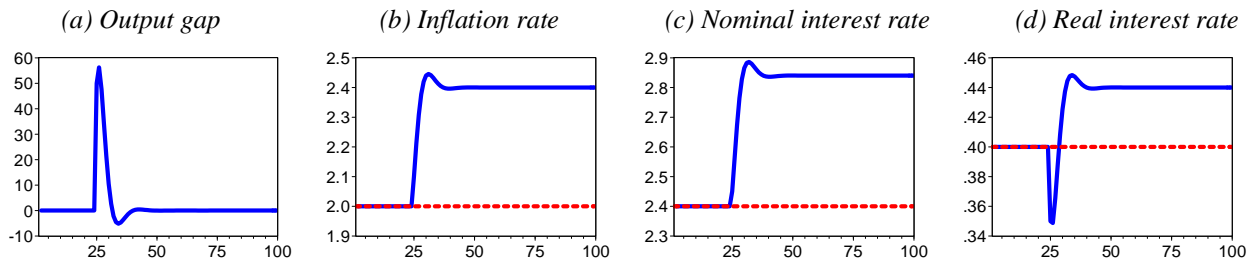 (a) Output gap (b) Inflation rate (c) Nominal interest rate (d) Real interest rate
60 2.5 2.9 .46
50 2.4 2.8 .44
40 2.3 2.7 .42
30 2.2 2.6 .40
20 2.1 2.5 .38
10 2.0 2.4 .36
0 1.9 2.3 .34
-10
25 50 75 100 25 50 75 100 25 50 75 100 25 50 75 100